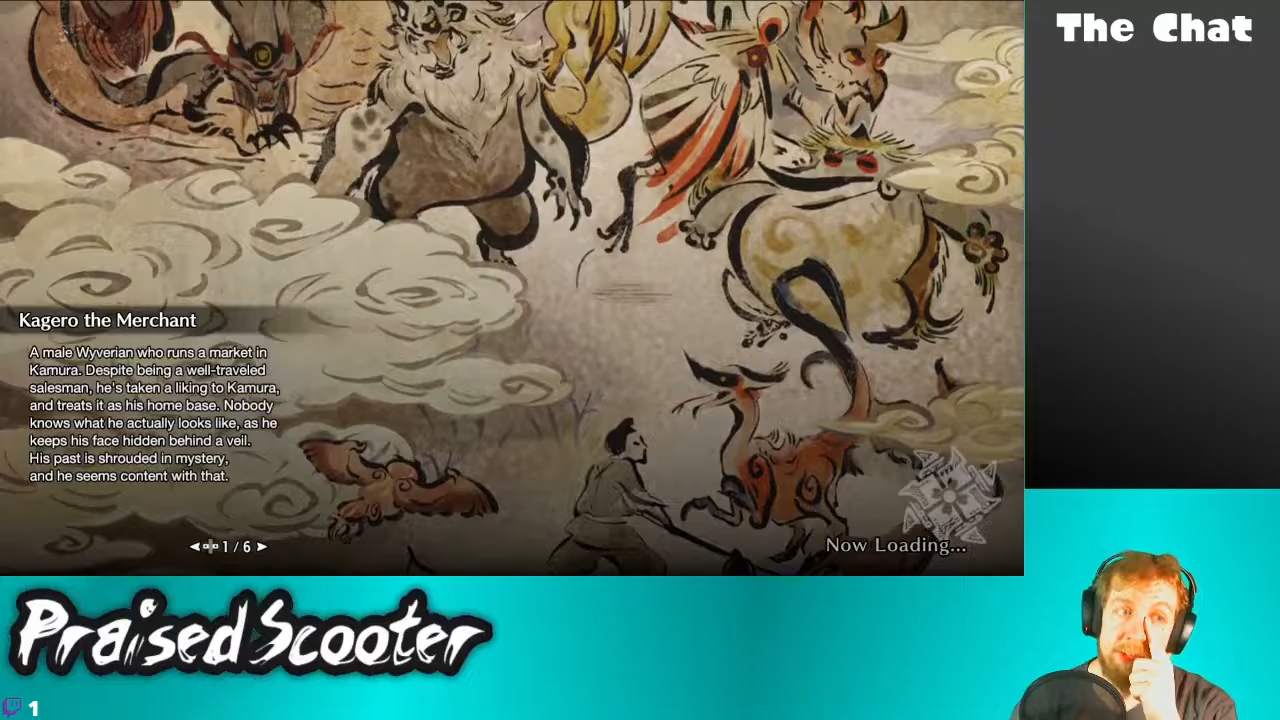 The Chat
Kagero the Merchant
A male Wyverian who runs a market in
Kamura. Despite being a well-traveled
salesman, he's taken a liking to Kamura,
and treats it as his home base. Nobody
knows what he actually looks like, as he
keeps his face hidden behind a veil.
His past is shrouded in mystery,
and he seems content with that.
1 / 6
Now Loading...
Praised Scooter
1